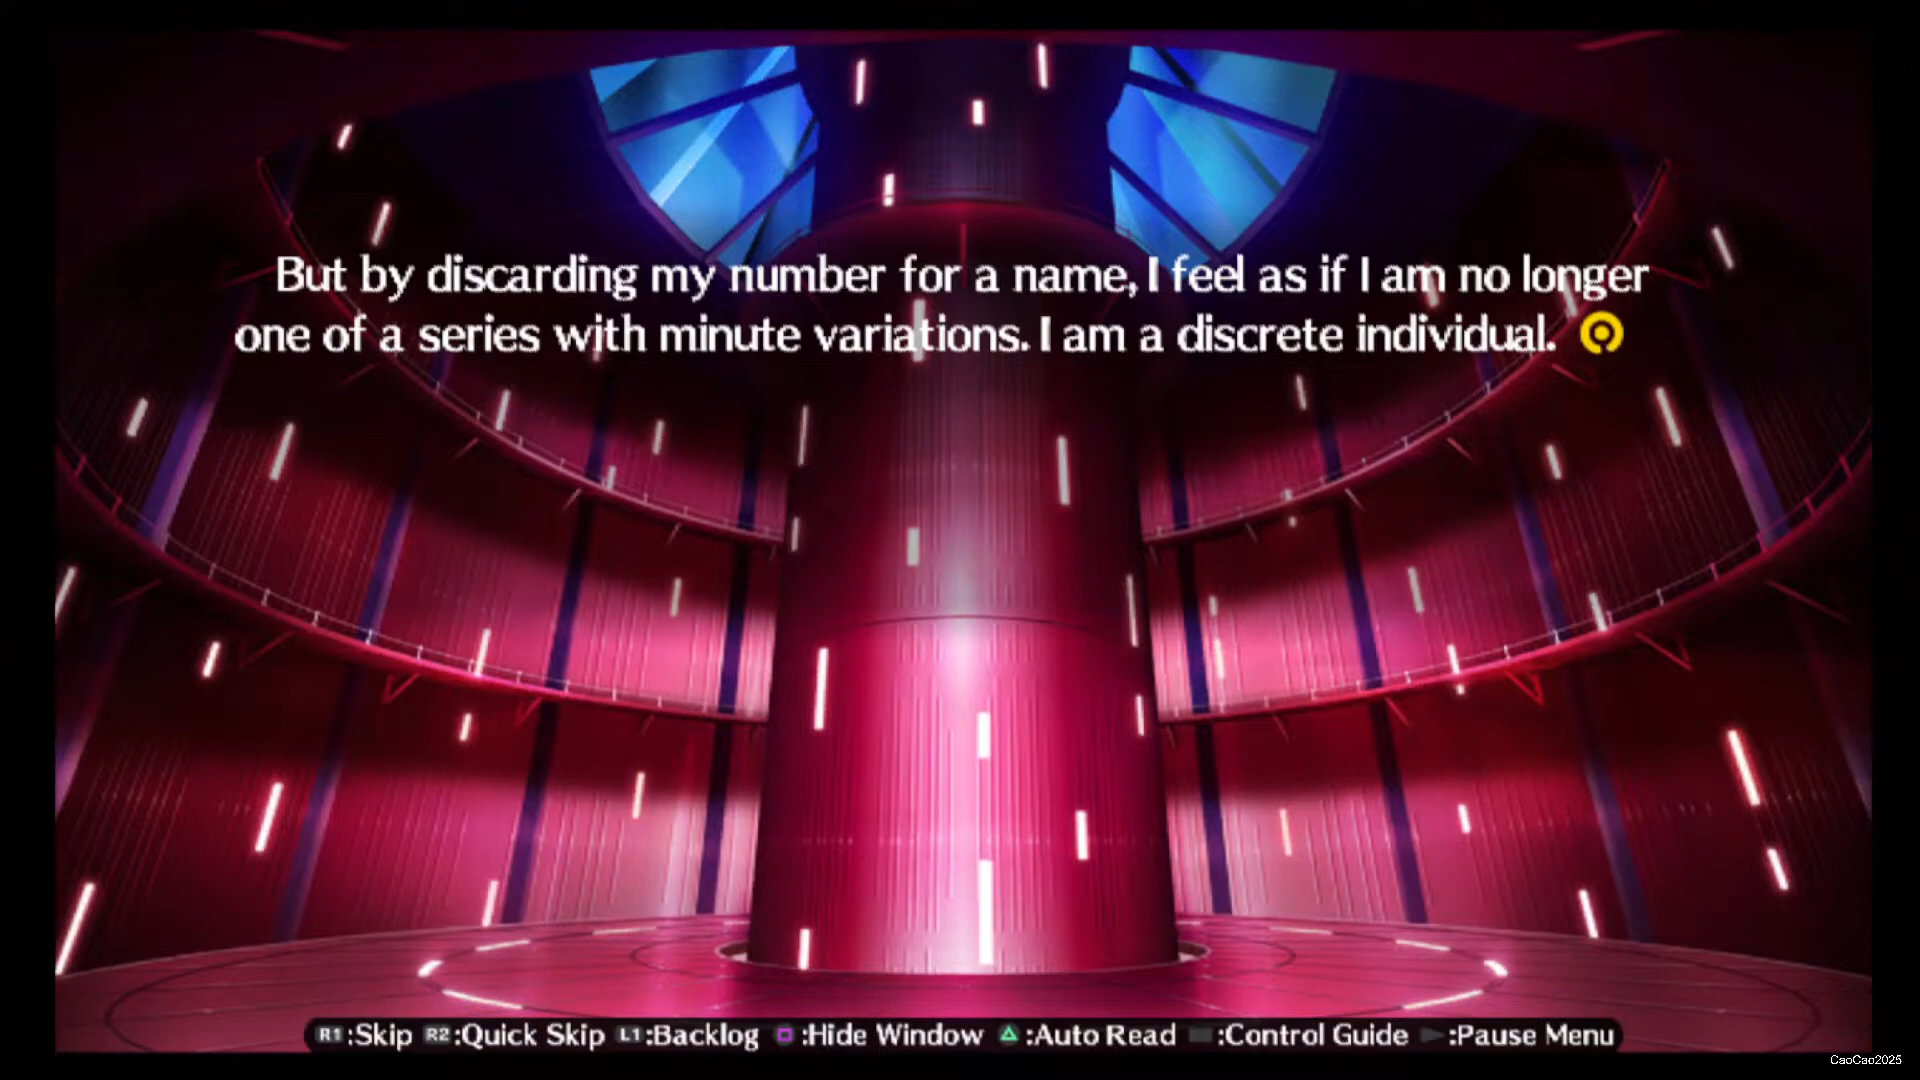 But by discarding my number for a name, I feel as if I am no longer
one of a series with minute variations. I am a discrete individual.
R1:Skip R2:Quick Skip L1:Backlog :Hide Window :Auto Read :Control Guide :Pause Menu
CaoCao2025